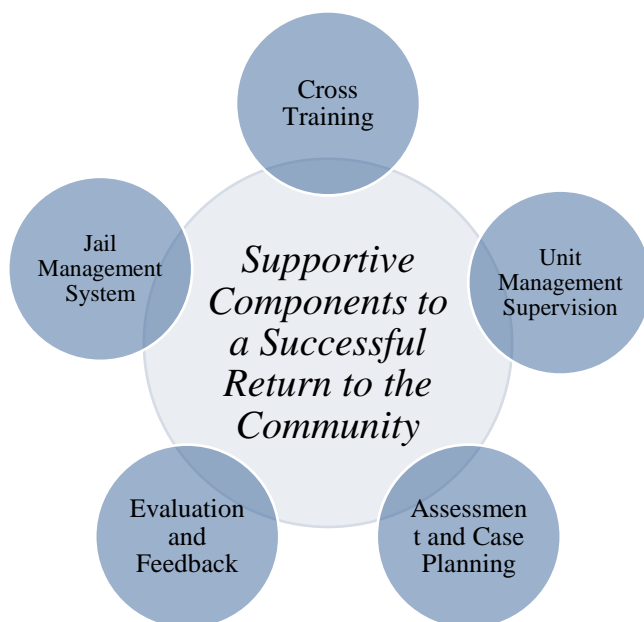 Cross
Training
Jail
Management
System
Supportive
Components to
a Successful
Return to the
Community
Unit
Management
Supervision
Evaluation
and
Feedback
Assessmen
t and Case
Planning